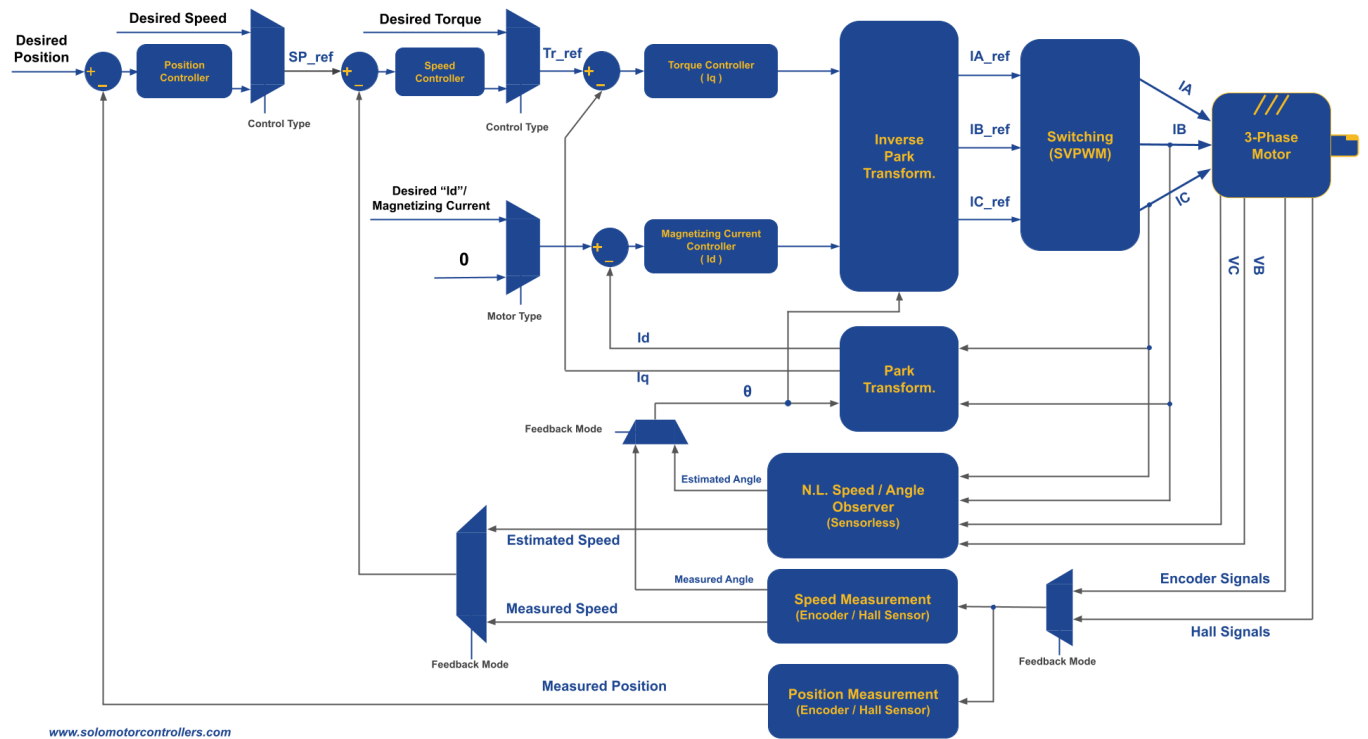 Desired Speed
Desired
Position
+
−
Position
Controller
SP_ref
Control Type
Desired Torque
+
−
Speed
Controller
Tr_ref
Control Type
+
−
Torque Controller
( Iq )
Inverse
Park
Transform.
IA_ref
IB_ref
IC_ref
Switching
(SVPWM)
IA
IB
IC
3-Phase
Motor
Desired “Id”/
Magnetizing Current
0
Motor Type
+
−
Magnetizing Current
Controller
( Id )
VC
VB
Id
Iq
θ
Park
Transform.
Feedback Mode
Estimated Angle
N.L. Speed / Angle
Observer
(Sensorless)
Estimated Speed
Measured Angle
Measured Speed
Speed Measurement
(Encoder / Hall Sensor)
Encoder Signals
Hall Signals
Feedback Mode
Feedback Mode
Measured Position
Position Measurement
(Encoder / Hall Sensor)
www.solomotorcontrollers.com